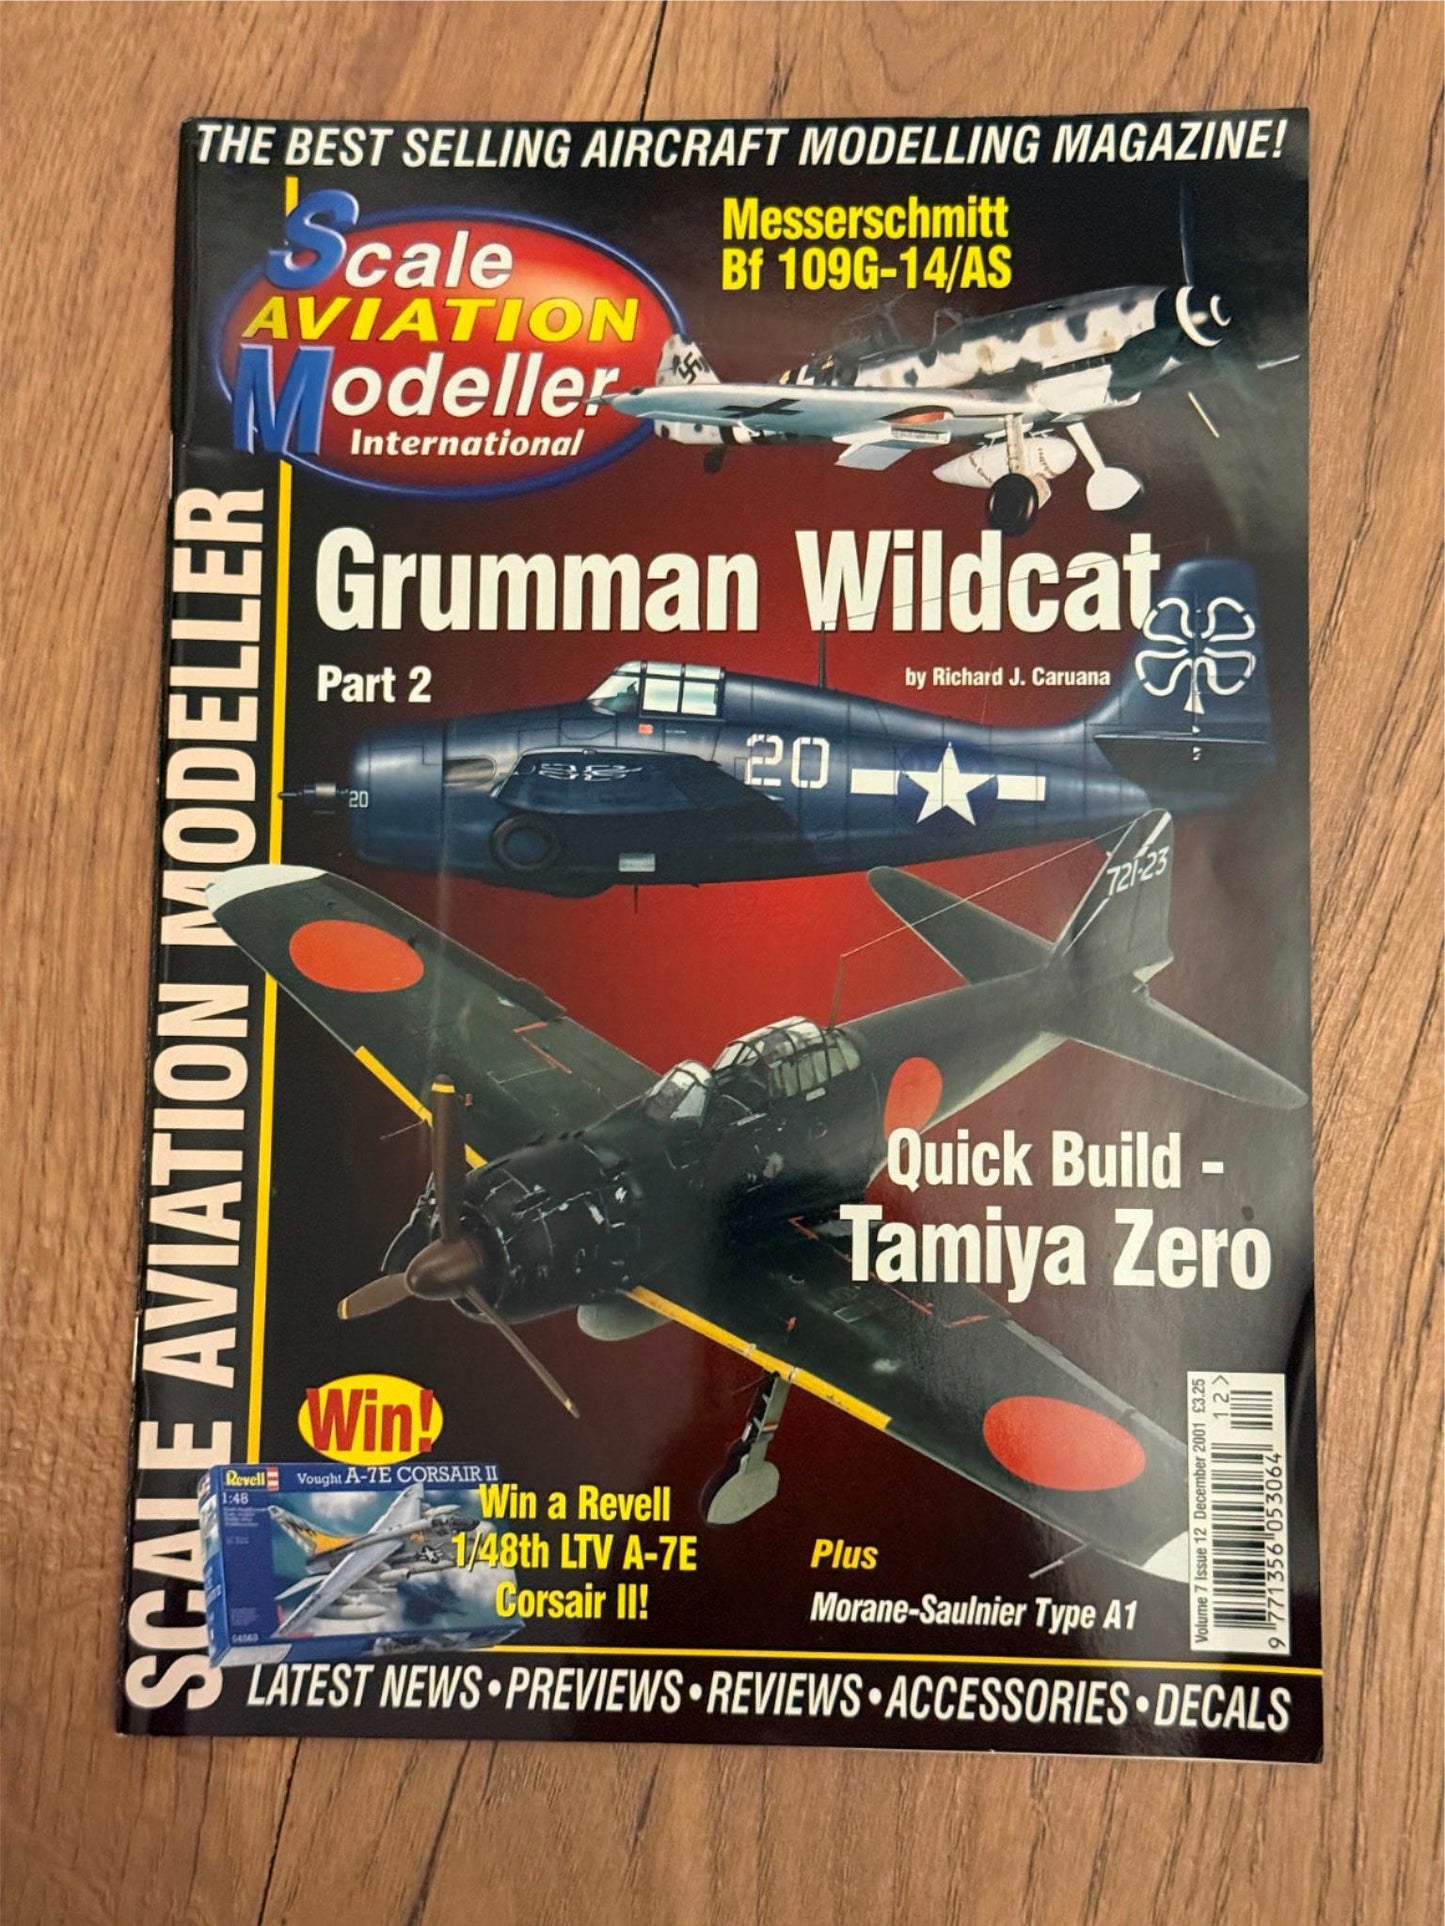 THE BEST SELLING AIRCRAFT MODELLING MAGAZINE!
Scale
AVIATION
Modeller
International
Messerschmitt
Bf 109G-14/AS
SCALE AVIATION MODELLER
Grumman Wildcat
Part 2
by Richard J. Caruana
20
20
721-23
Quick Build -
Tamiya Zero
Win!
Revell
Vought A-7E CORSAIR II
1:48
Win a Revell
1/48th LTV A-7E
Corsair II!
Plus
Morane-Saulnier Type A1
Volume 7 Issue 12 December 2001 £3.25
12>
9 771356 053064
LATEST NEWS • PREVIEWS • REVIEWS • ACCESSORIES • DECALS